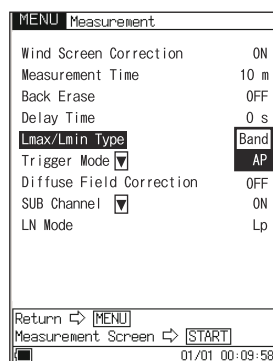 MENU Measurement
Wind Screen Correction ON
Measurement Time 10 m
Back Erase OFF
Delay Time 0 s
Lmax/Lmin Type Band
Trigger Mode ▼ AP
Diffuse Field Correction OFF
SUB Channel ▼ ON
LN Mode Lp
Return ⇨ MENU
Measurement Screen ⇨ START
01/01 00:09:58